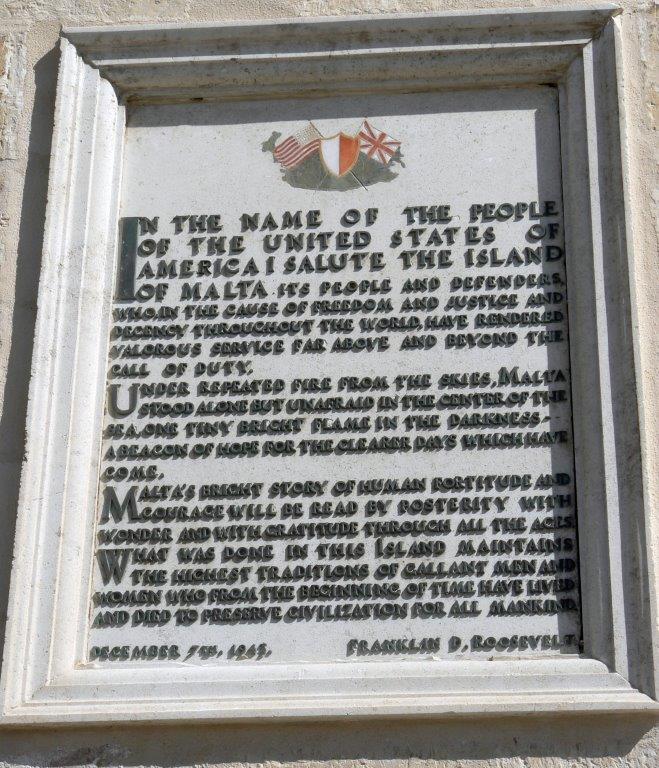 IN THE NAME OF THE PEOPLE
OF THE UNITED STATES OF
AMERICA I SALUTE THE ISLAND
OF MALTA ITS PEOPLE AND DEFENDERS,
WHO, IN THE CAUSE OF FREEDOM AND JUSTICE AND
DECENCY THROUGHOUT THE WORLD, HAVE RENDERED
VALOROUS SERVICE FAR ABOVE AND BEYOND THE
CALL OF DUTY.
UNDER REPEATED FIRE FROM THE SKIES, MALTA
STOOD ALONE BUT UNAFRAID IN THE CENTER OF THE
SEA, ONE TINY BRIGHT FLAME IN THE DARKNESS –
A BEACON OF HOPE FOR THE CLEARER DAYS WHICH HAVE
COME.
MALTA'S BRIGHT STORY OF HUMAN FORTITUDE AND
COURAGE WILL BE READ BY POSTERITY WITH
WONDER AND WITH GRATITUDE THROUGH ALL THE AGES.
WHAT WAS DONE IN THIS ISLAND MAINTAINS
THE HIGHEST TRADITIONS OF GALLANT MEN AND
WOMEN WHO FROM THE BEGINNING OF TIME HAVE LIVED
AND DIED TO PRESERVE CIVILIZATION FOR ALL MANKIND.
DECEMBER 7TH, 1943. FRANKLIN D. ROOSEVELT